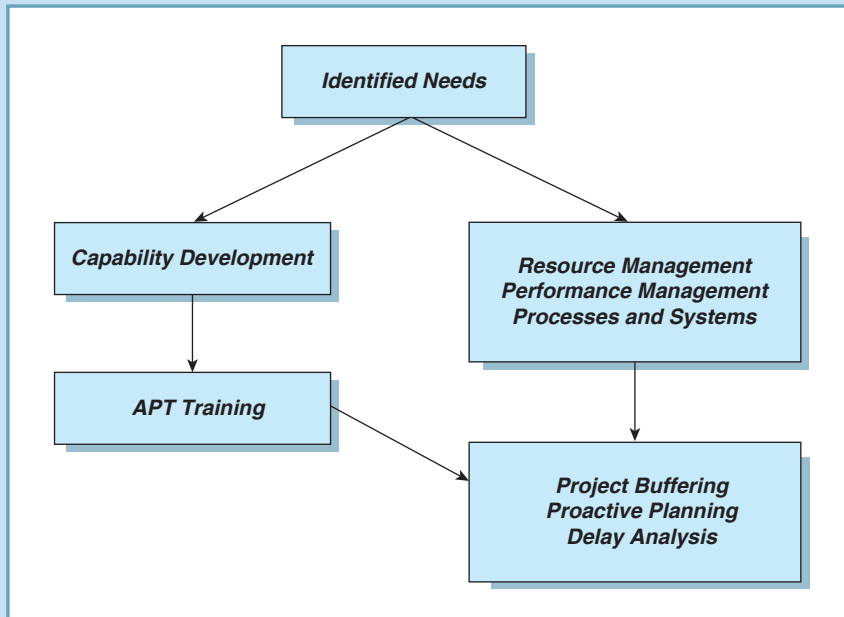 Identified Needs
Capability Development
Resource Management
Performance Management
Processes and Systems
APT Training
Project Buffering
Proactive Planning
Delay Analysis